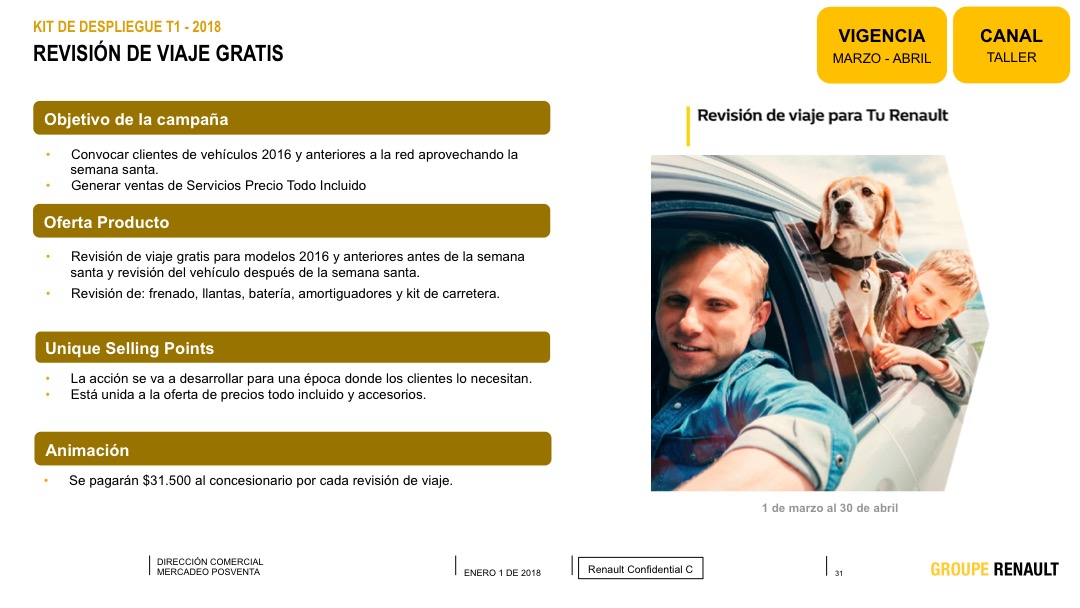 KIT DE DESPLIEGUE T1 - 2018
REVISIÓN DE VIAJE GRATIS
VIGENCIA
MARZO - ABRIL
CANAL
TALLER
Objetivo de la campaña
• Convocar clientes de vehículos 2016 y anteriores a la red aprovechando la
semana santa.
• Generar ventas de Servicios Precio Todo Incluido
Oferta Producto
• Revisión de viaje gratis para modelos 2016 y anteriores antes de la semana
santa y revisión del vehículo después de la semana santa.
• Revisión de: frenado, llantas, batería, amortiguadores y kit de carretera.
Unique Selling Points
• La acción se va a desarrollar para una época donde los clientes lo necesitan.
• Está unida a la oferta de precios todo incluido y accesorios.
Animación
• Se pagarán $31.500 al concesionario por cada revisión de viaje.
Revisión de viaje para Tu Renault
1 de marzo al 30 de abril
DIRECCIÓN COMERCIAL
MERCADEO POSVENTA
ENERO 1 DE 2018
Renault Confidential C
31
GROUPE RENAULT